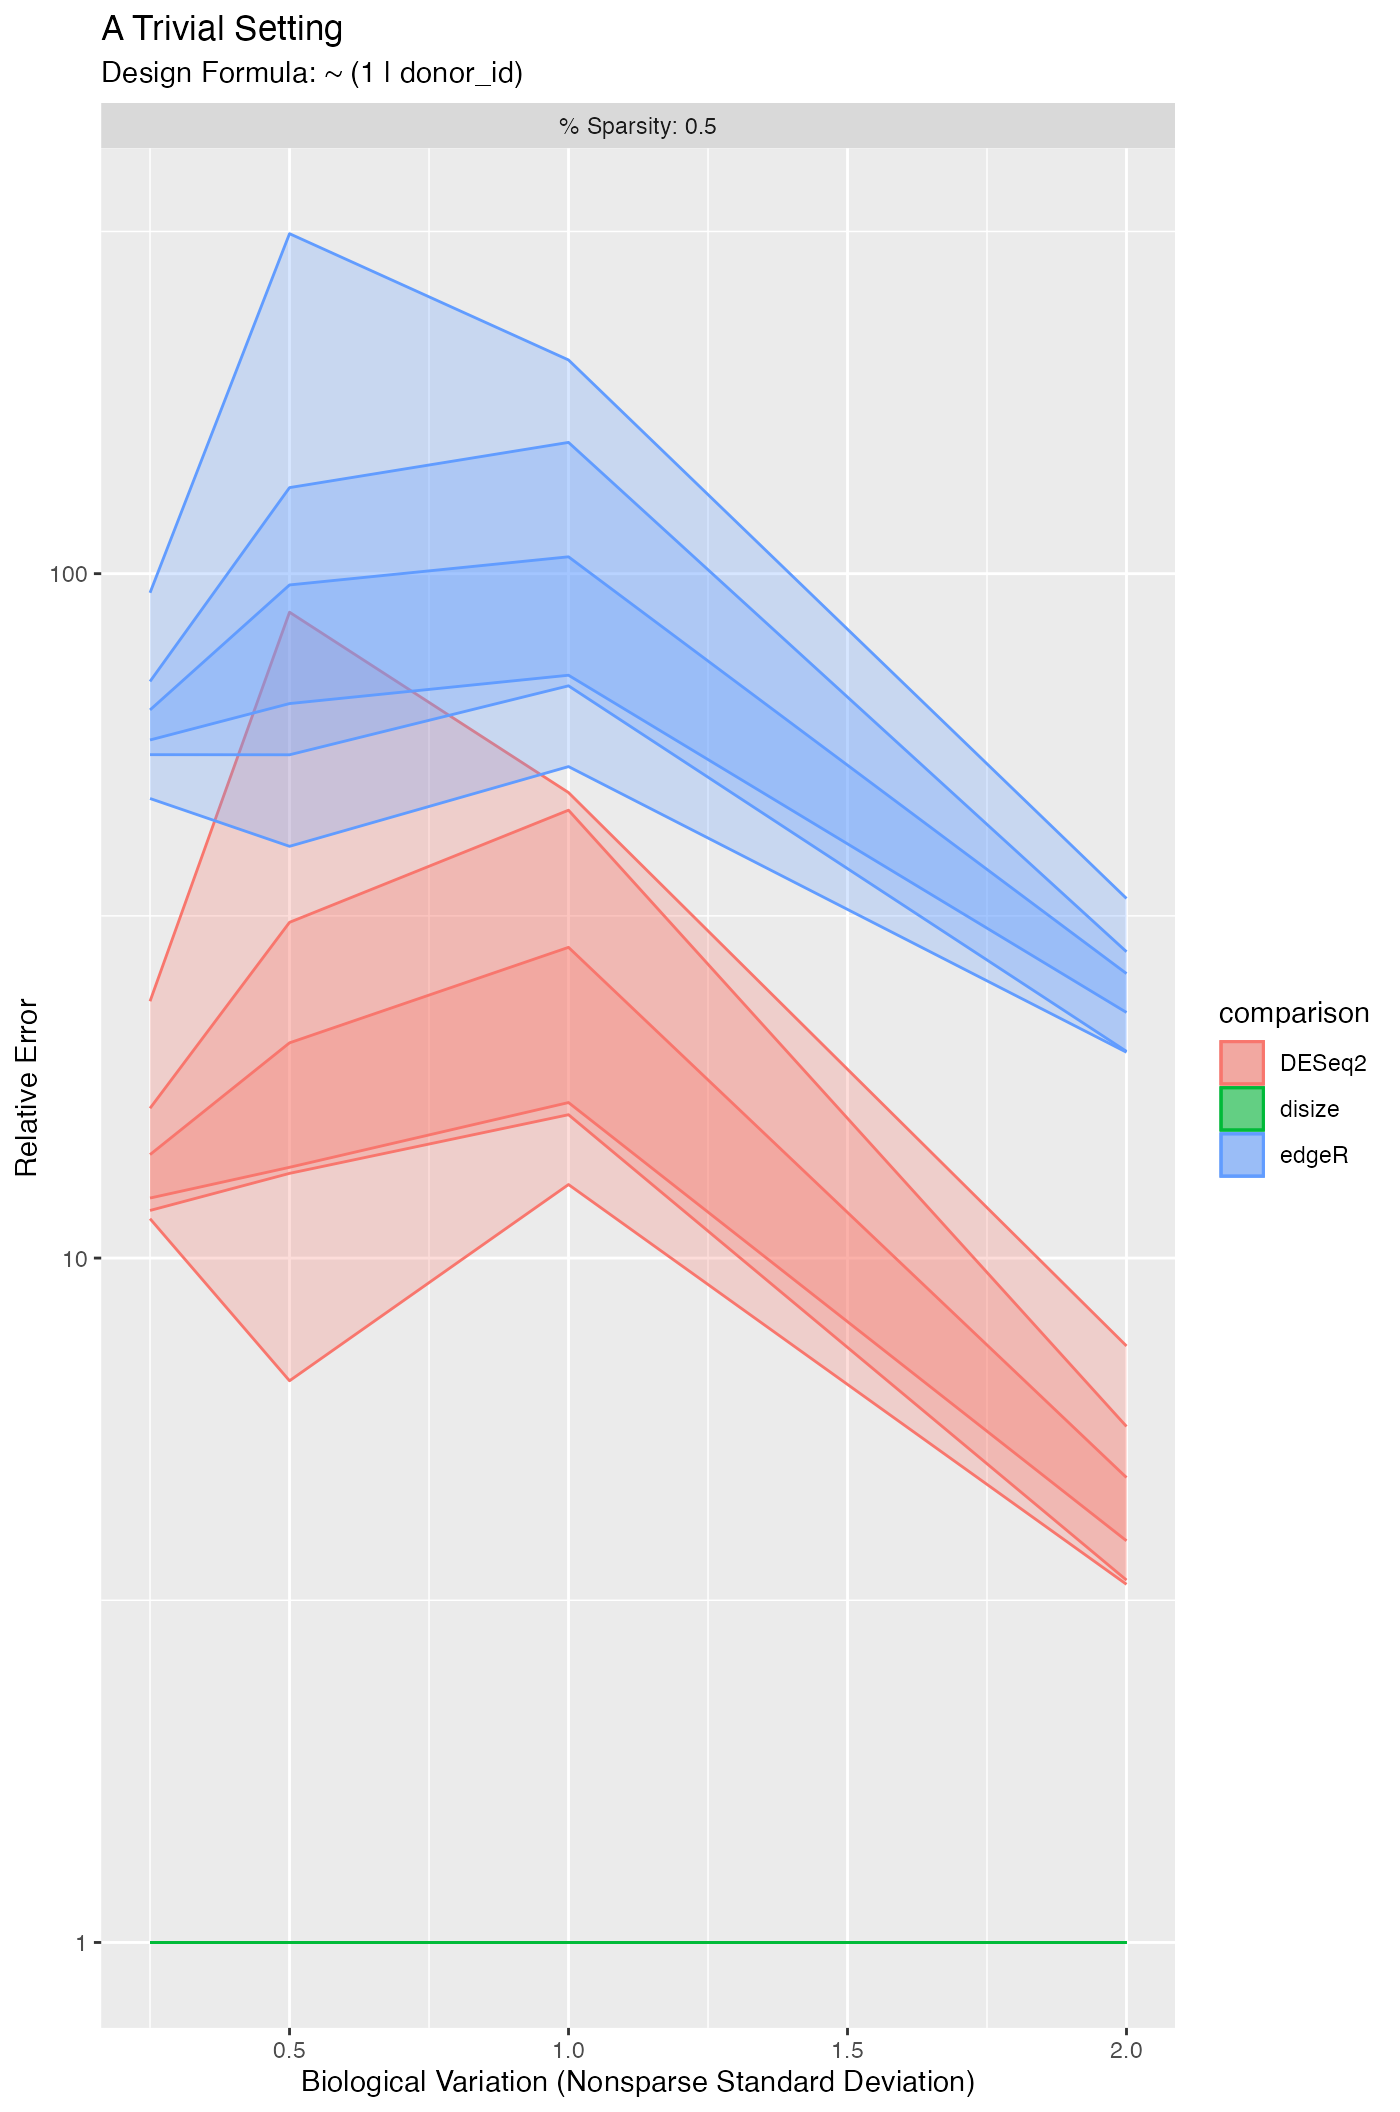 A Trivial Setting
Design Formula: ~ (1 | donor_id)
% Sparsity: 0.5
100
10
1
Relative Error
0.5
1.0
1.5
2.0
Biological Variation (Nonsparse Standard Deviation)
comparison
DESeq2
disize
edgeR